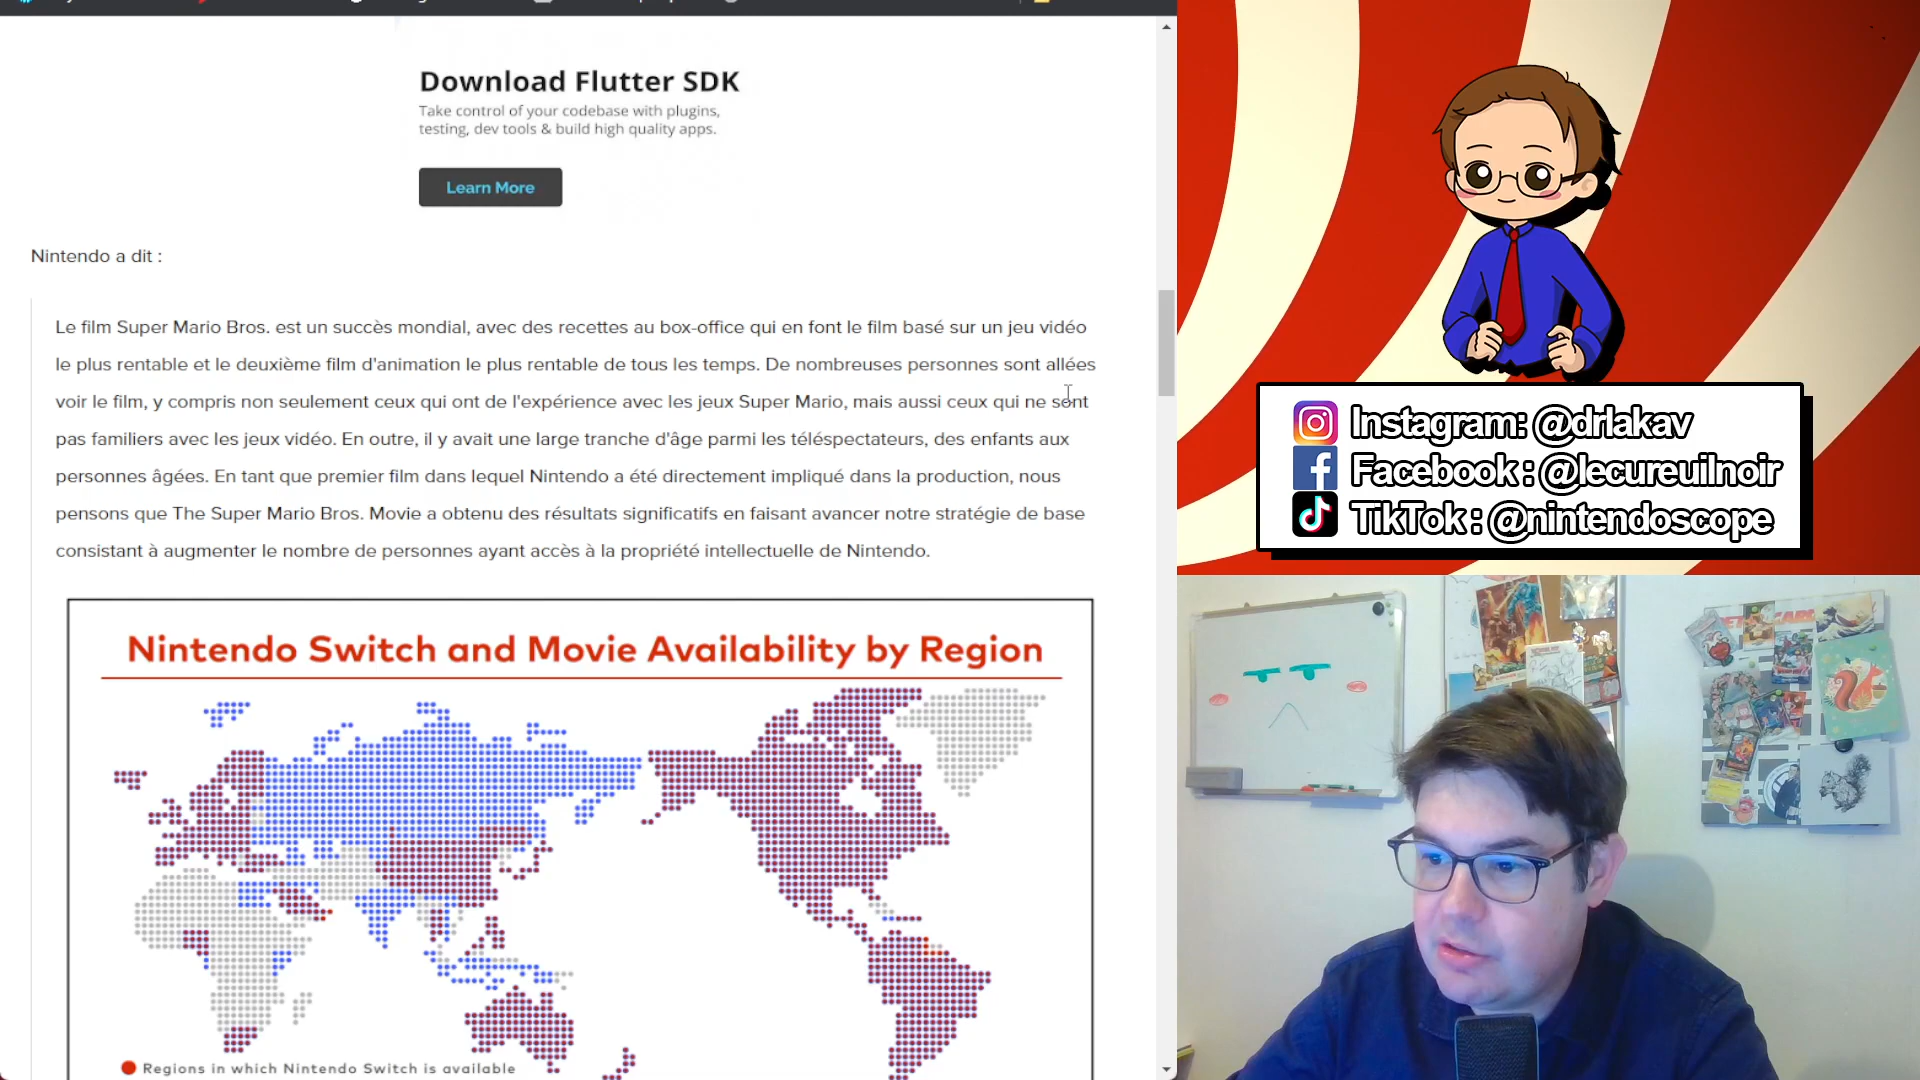 Download Flutter SDK
Take control of your codebase with plugins,
testing, dev tools & build high quality apps.
Learn More
Nintendo a dit :
Le film Super Mario Bros. est un succès mondial, avec des recettes au box-office qui en font le film basé sur un jeu vidéo
le plus rentable et le deuxième film d'animation le plus rentable de tous les temps. De nombreuses personnes sont allées
voir le film, y compris non seulement ceux qui ont de l'expérience avec les jeux Super Mario, mais aussi ceux qui ne sont
pas familiers avec les jeux vidéo. En outre, il y avait une large tranche d'âge parmi les téléspectateurs, des enfants aux
personnes âgées. En tant que premier film dans lequel Nintendo a été directement impliqué dans la production, nous
pensons que The Super Mario Bros. Movie a obtenu des résultats significatifs en faisant avancer notre stratégie de base
consistant à augmenter le nombre de personnes ayant accès à la propriété intellectuelle de Nintendo.
Nintendo Switch and Movie Availability by Region
Regions in which Nintendo Switch is available
Instagram: @drlakav
Facebook : @lecureuilnoir
TikTok : @nintendoscope